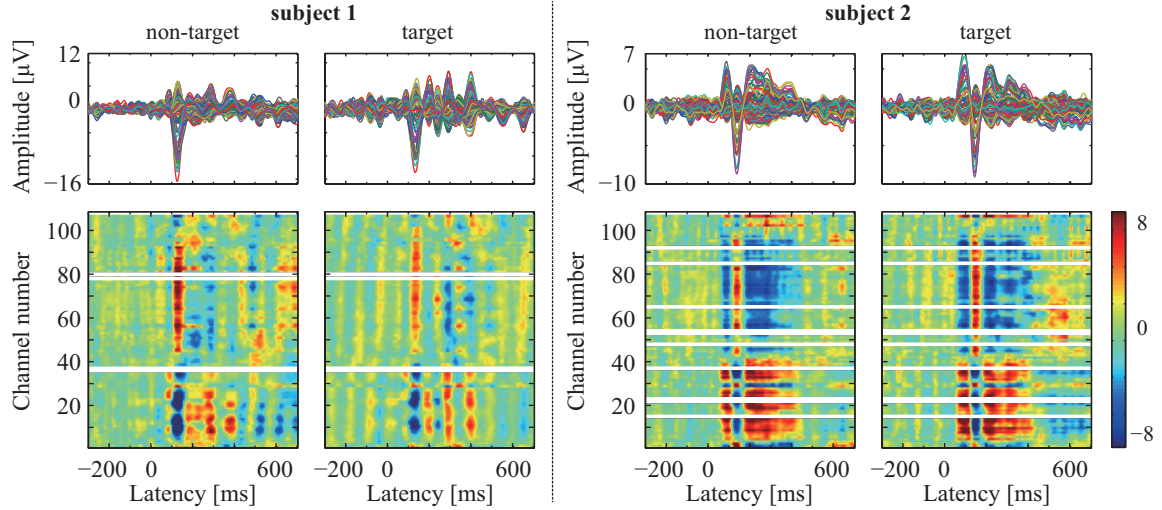 subject 1
subject 2
non-target
target
non-target
target
Amplitude [µV]
12
0
−16
Amplitude [µV]
7
0
−10
Channel number
100
80
60
40
20
Channel number
100
80
60
40
20
8
0
−8
−200 0 600
−200 0 600
−200 0 600
−200 0 600
Latency [ms]
Latency [ms]
Latency [ms]
Latency [ms]